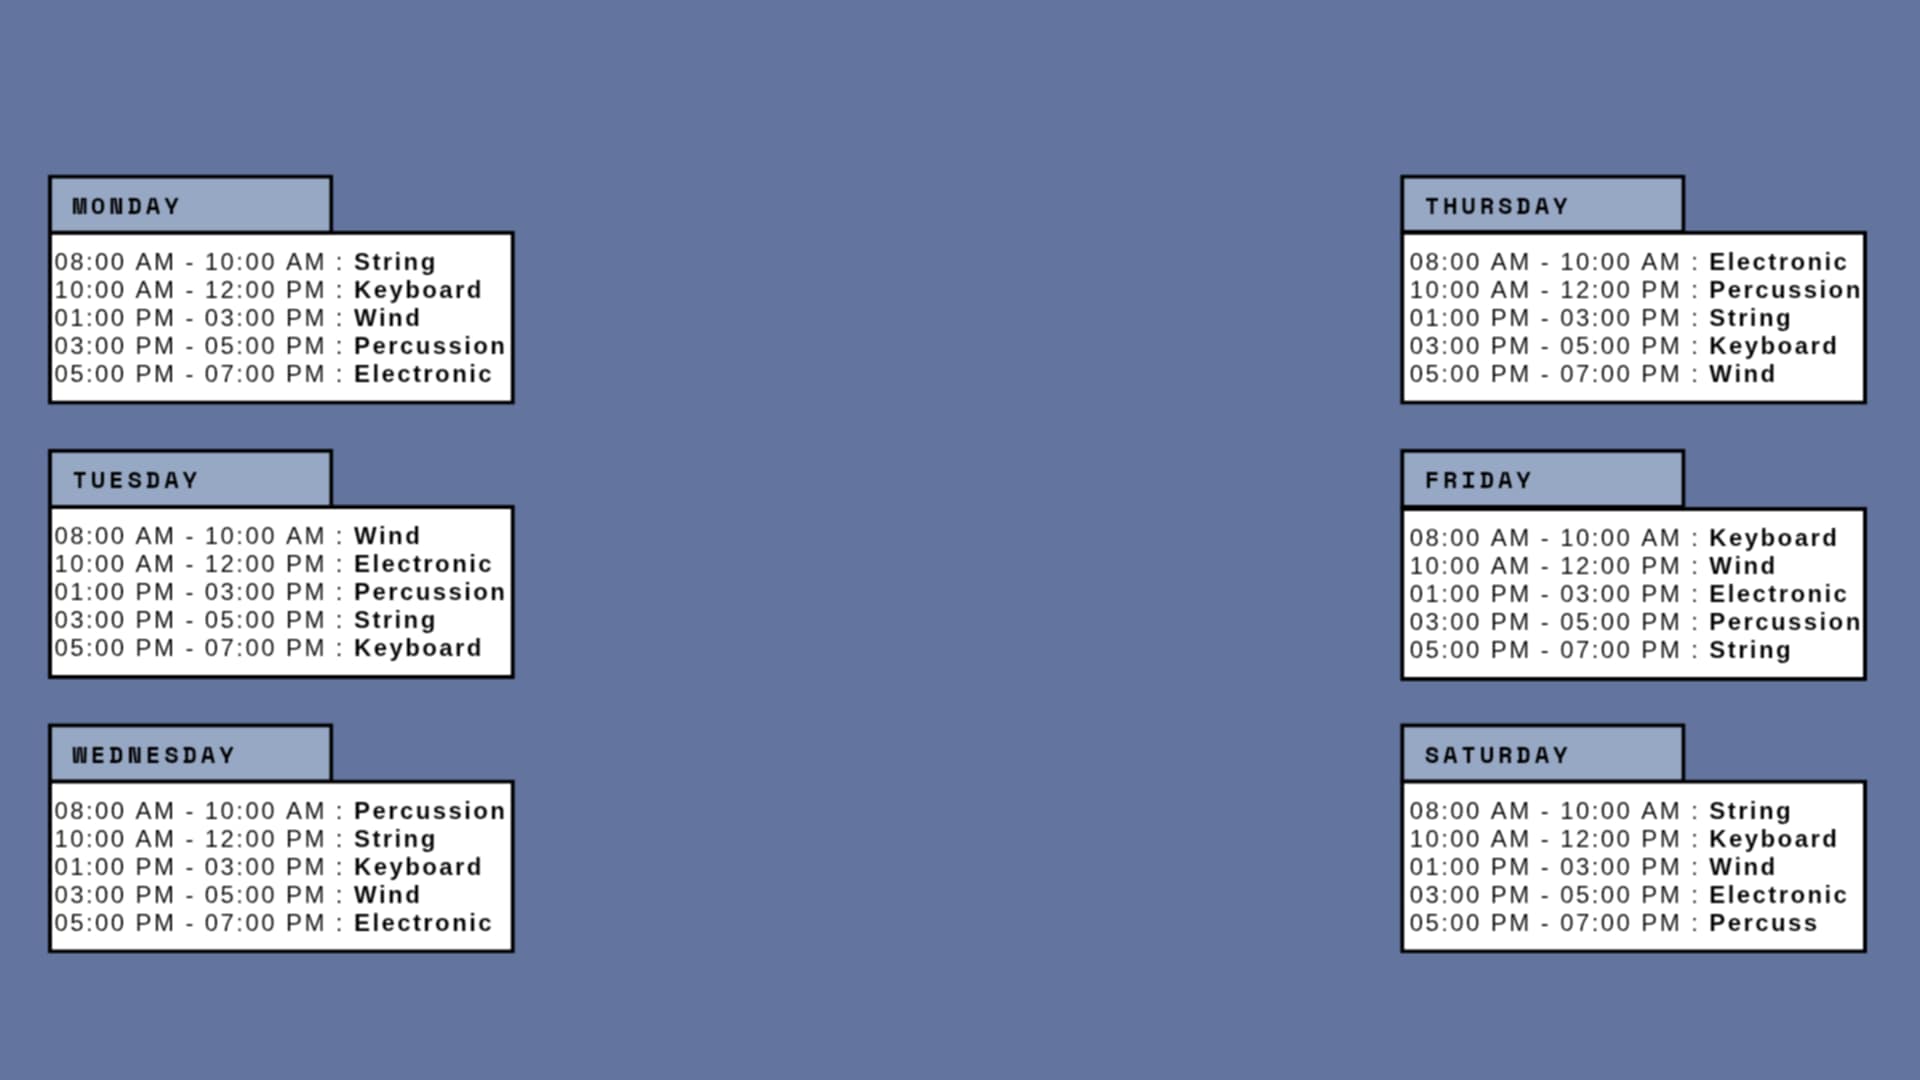 MONDAY
08:00 AM - 10:00 AM : String
10:00 AM - 12:00 PM : Keyboard
01:00 PM - 03:00 PM : Wind
03:00 PM - 05:00 PM : Percussion
05:00 PM - 07:00 PM : Electronic
TUESDAY
08:00 AM - 10:00 AM : Wind
10:00 AM - 12:00 PM : Electronic
01:00 PM - 03:00 PM : Percussion
03:00 PM - 05:00 PM : String
05:00 PM - 07:00 PM : Keyboard
WEDNESDAY
08:00 AM - 10:00 AM : Percussion
10:00 AM - 12:00 PM : String
01:00 PM - 03:00 PM : Keyboard
03:00 PM - 05:00 PM : Wind
05:00 PM - 07:00 PM : Electronic
THURSDAY
08:00 AM - 10:00 AM : Electronic
10:00 AM - 12:00 PM : Percussion
01:00 PM - 03:00 PM : String
03:00 PM - 05:00 PM : Keyboard
05:00 PM - 07:00 PM : Wind
FRIDAY
08:00 AM - 10:00 AM : Keyboard
10:00 AM - 12:00 PM : Wind
01:00 PM - 03:00 PM : Electronic
03:00 PM - 05:00 PM : Percussion
05:00 PM - 07:00 PM : String
SATURDAY
08:00 AM - 10:00 AM : String
10:00 AM - 12:00 PM : Keyboard
01:00 PM - 03:00 PM : Wind
03:00 PM - 05:00 PM : Electronic
05:00 PM - 07:00 PM : Percuss